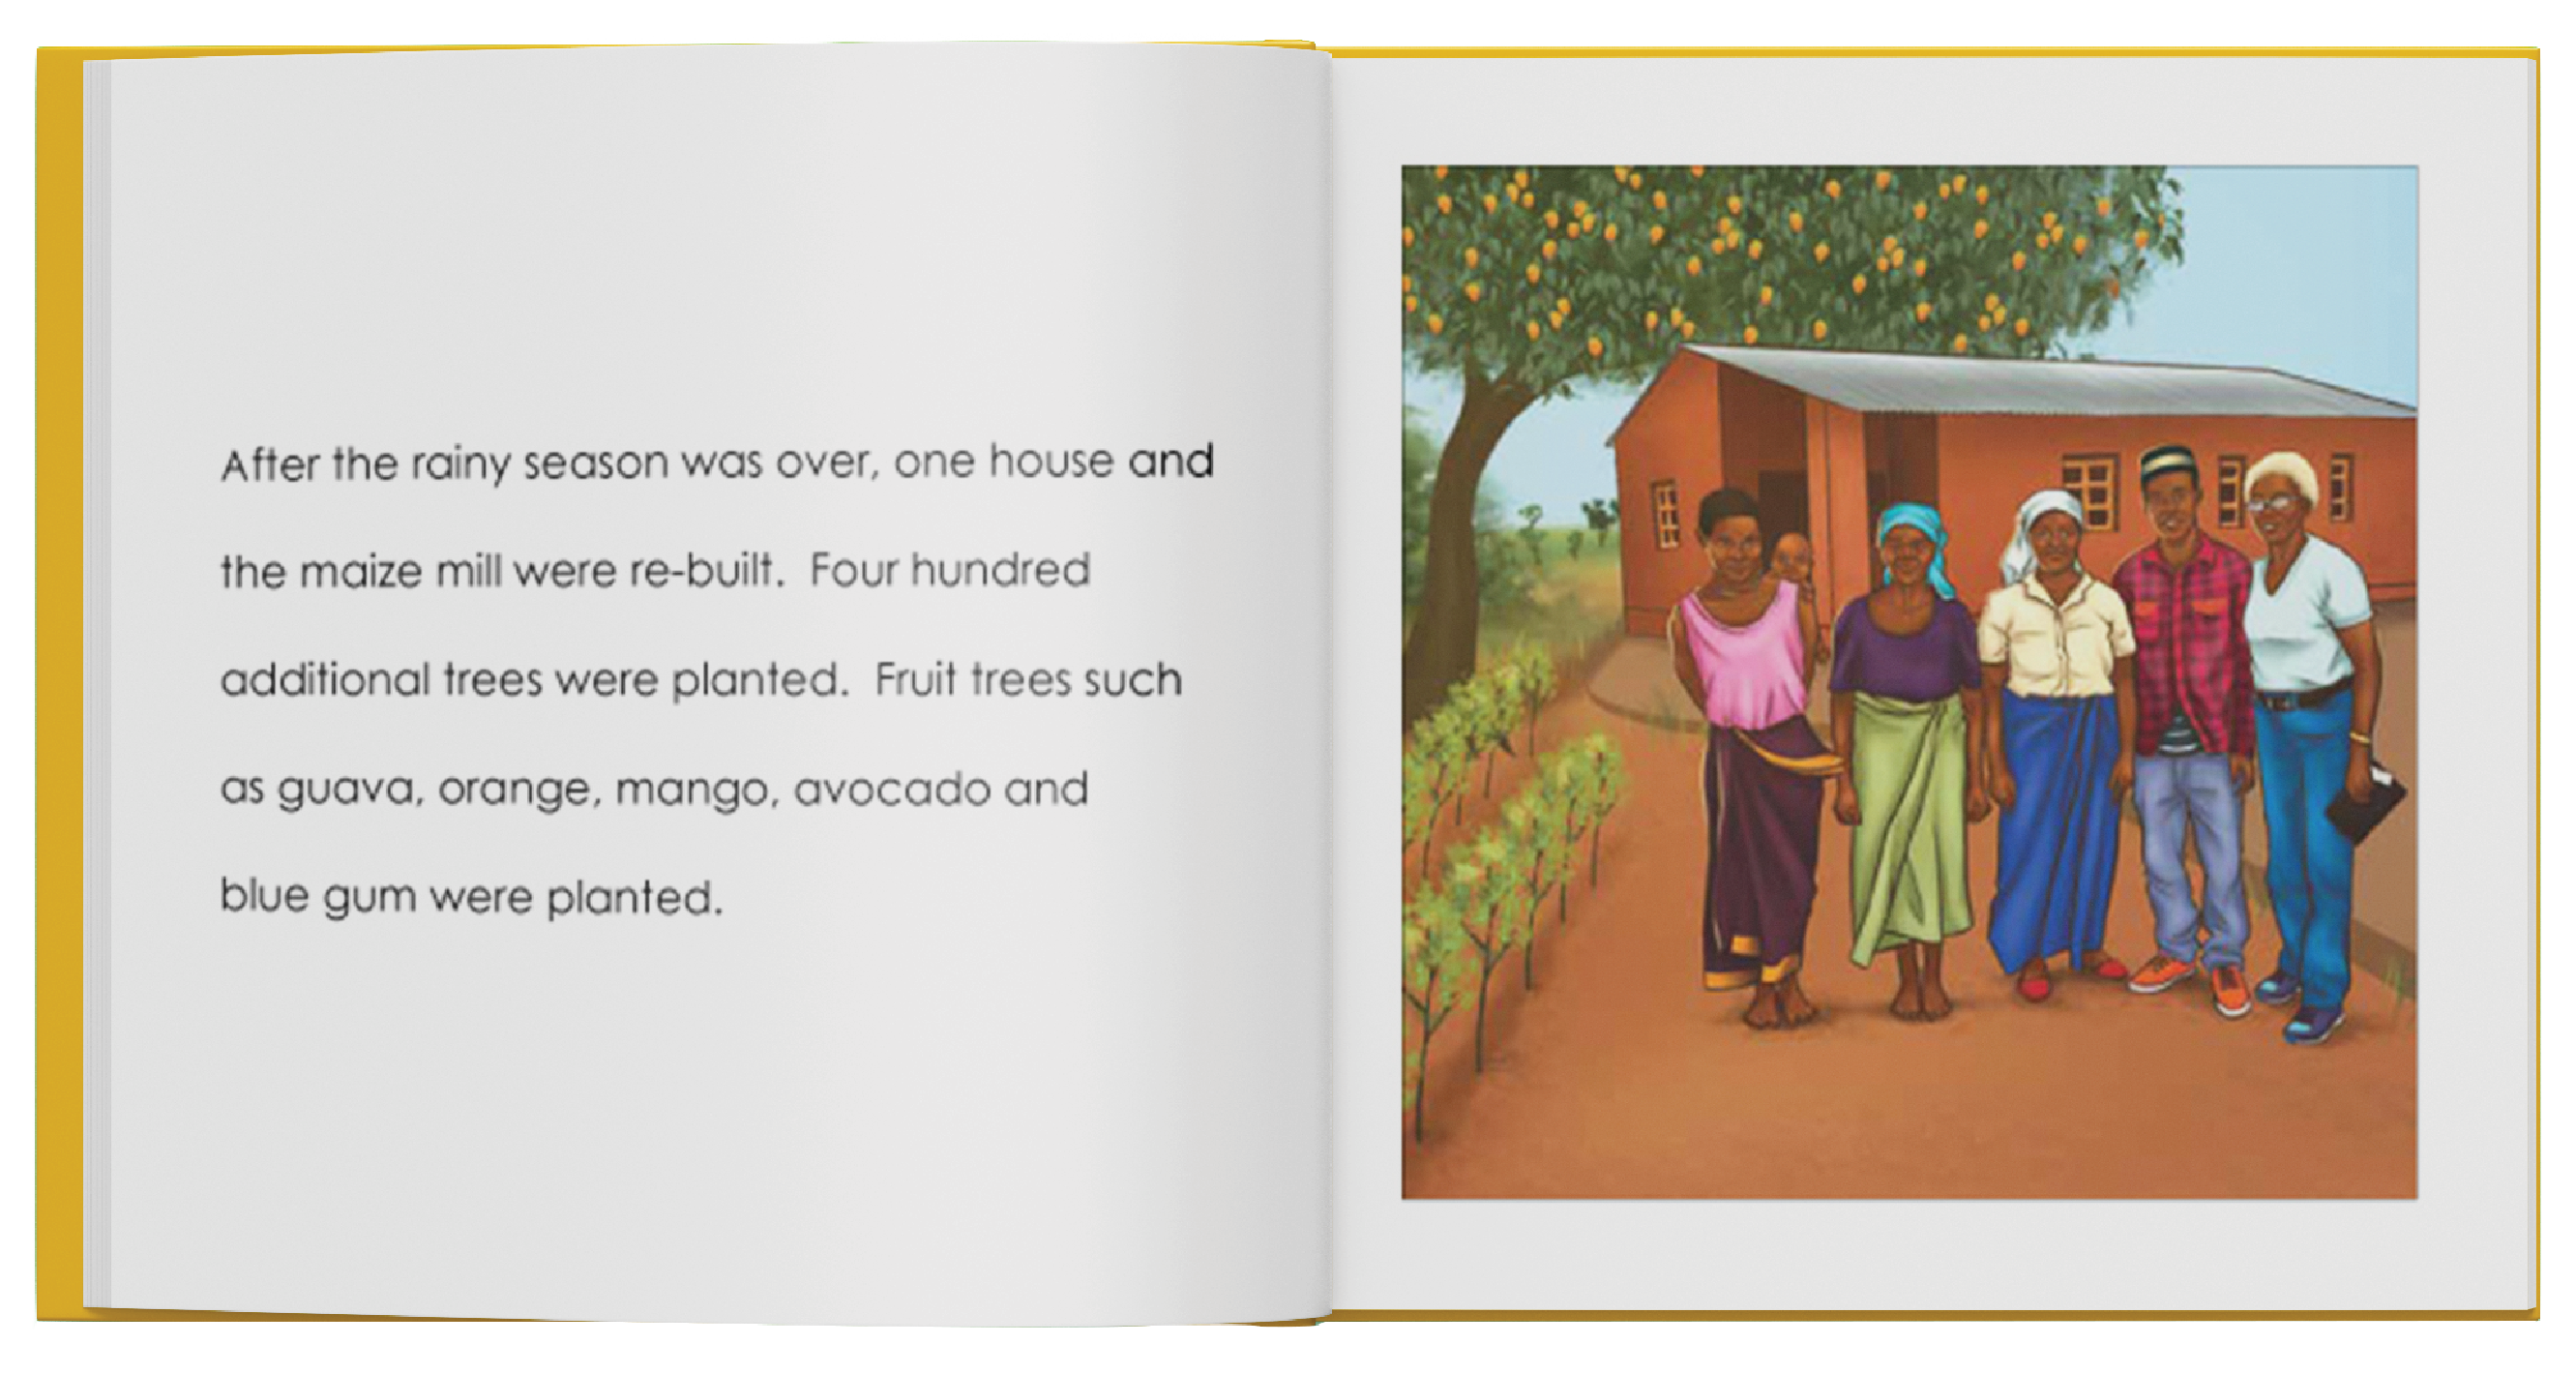 After the rainy season was over, one house and
the maize mill were re-built.  Four hundred
additional trees were planted.  Fruit trees such
as guava, orange, mango, avocado and
blue gum were planted.